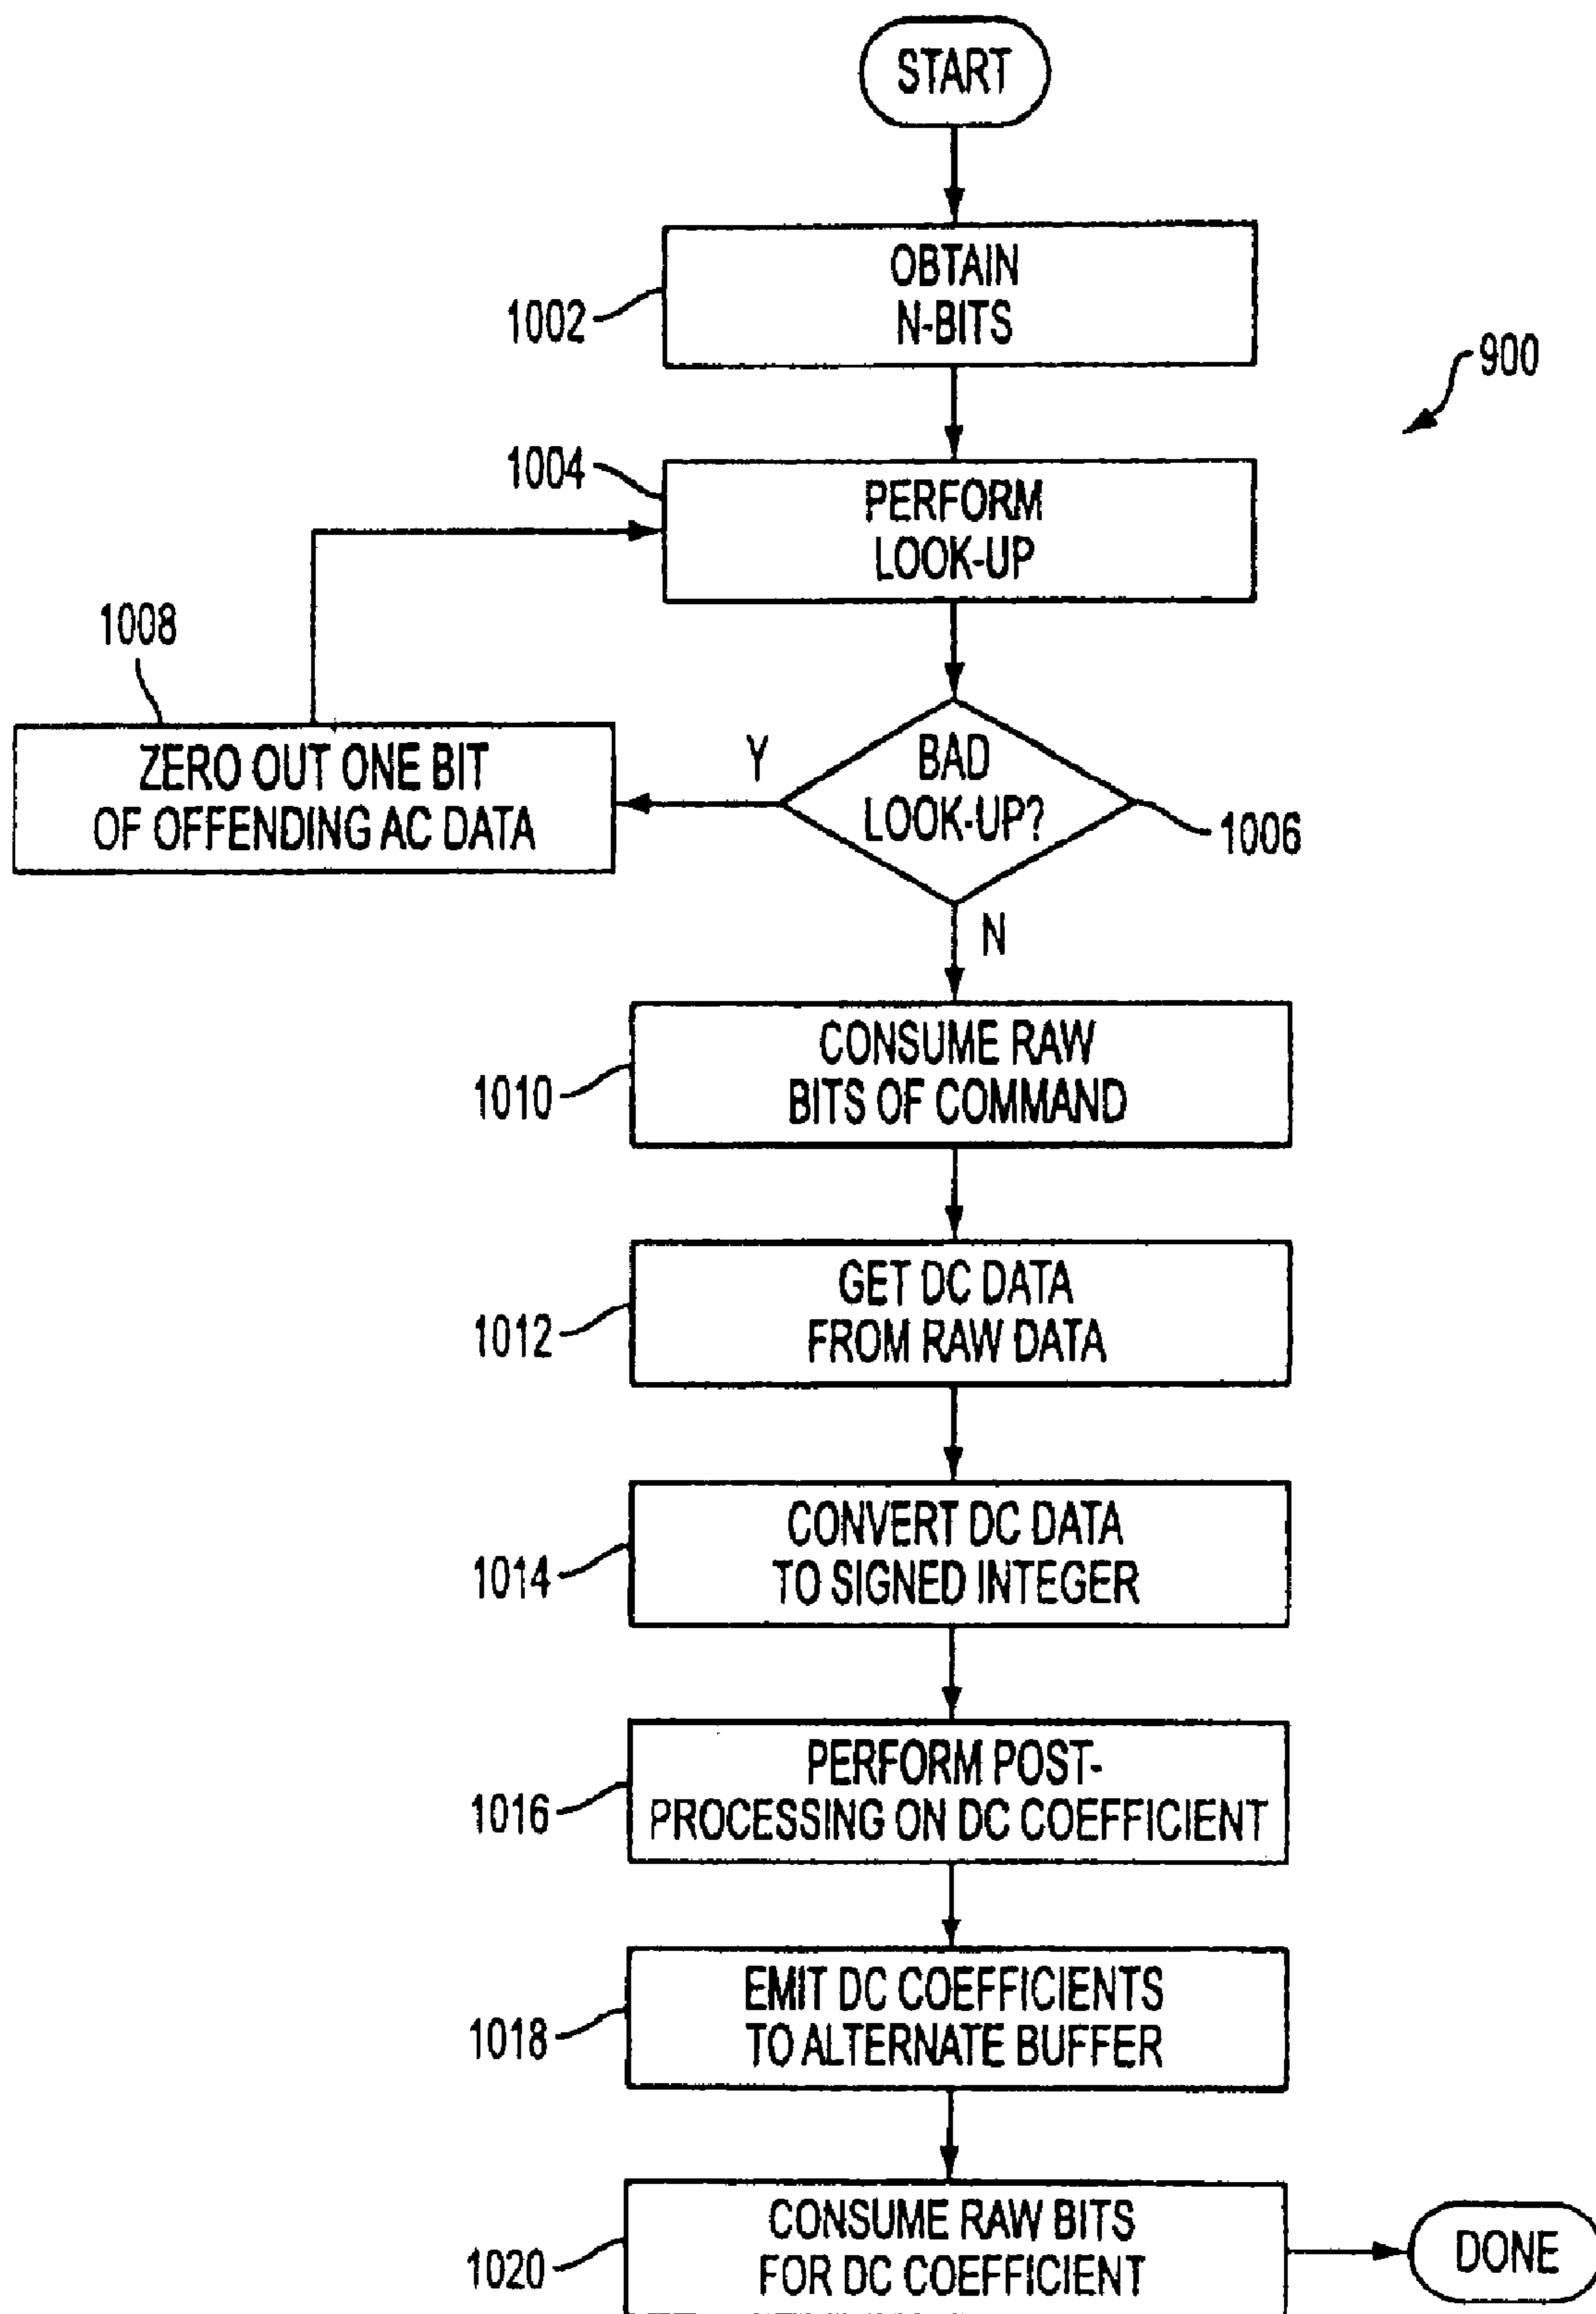 START
OBTAIN
N-BITS
1002
900
1004
PERFORM
LOOK-UP
1008
ZERO OUT ONE BIT
OF OFFENDING AC DATA
Y
BAD
LOOK-UP?
1006
N
CONSUME RAW
BITS OF COMMAND
1010
GET DC DATA
FROM RAW DATA
1012
CONVERT DC DATA
TO SIGNED INTEGER
1014
PERFORM POST-
PROCESSING ON DC COEFFICIENT
1016
EMIT DC COEFFICIENTS
TO ALTERNATE BUFFER
1018
CONSUME RAW BITS
FOR DC COEFFICIENT
1020
DONE